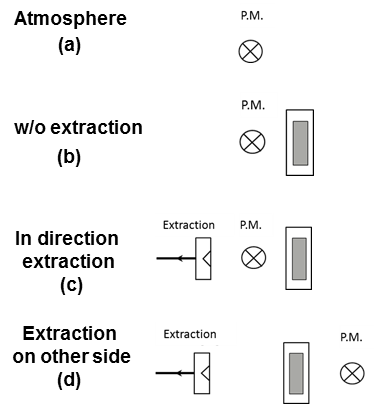 Atmosphere
(a)
P.M.
w/o extraction
(b)
P.M.
In direction
extraction
(c)
Extraction
P.M.
Extraction
on other side
(d)
Extraction
P.M.